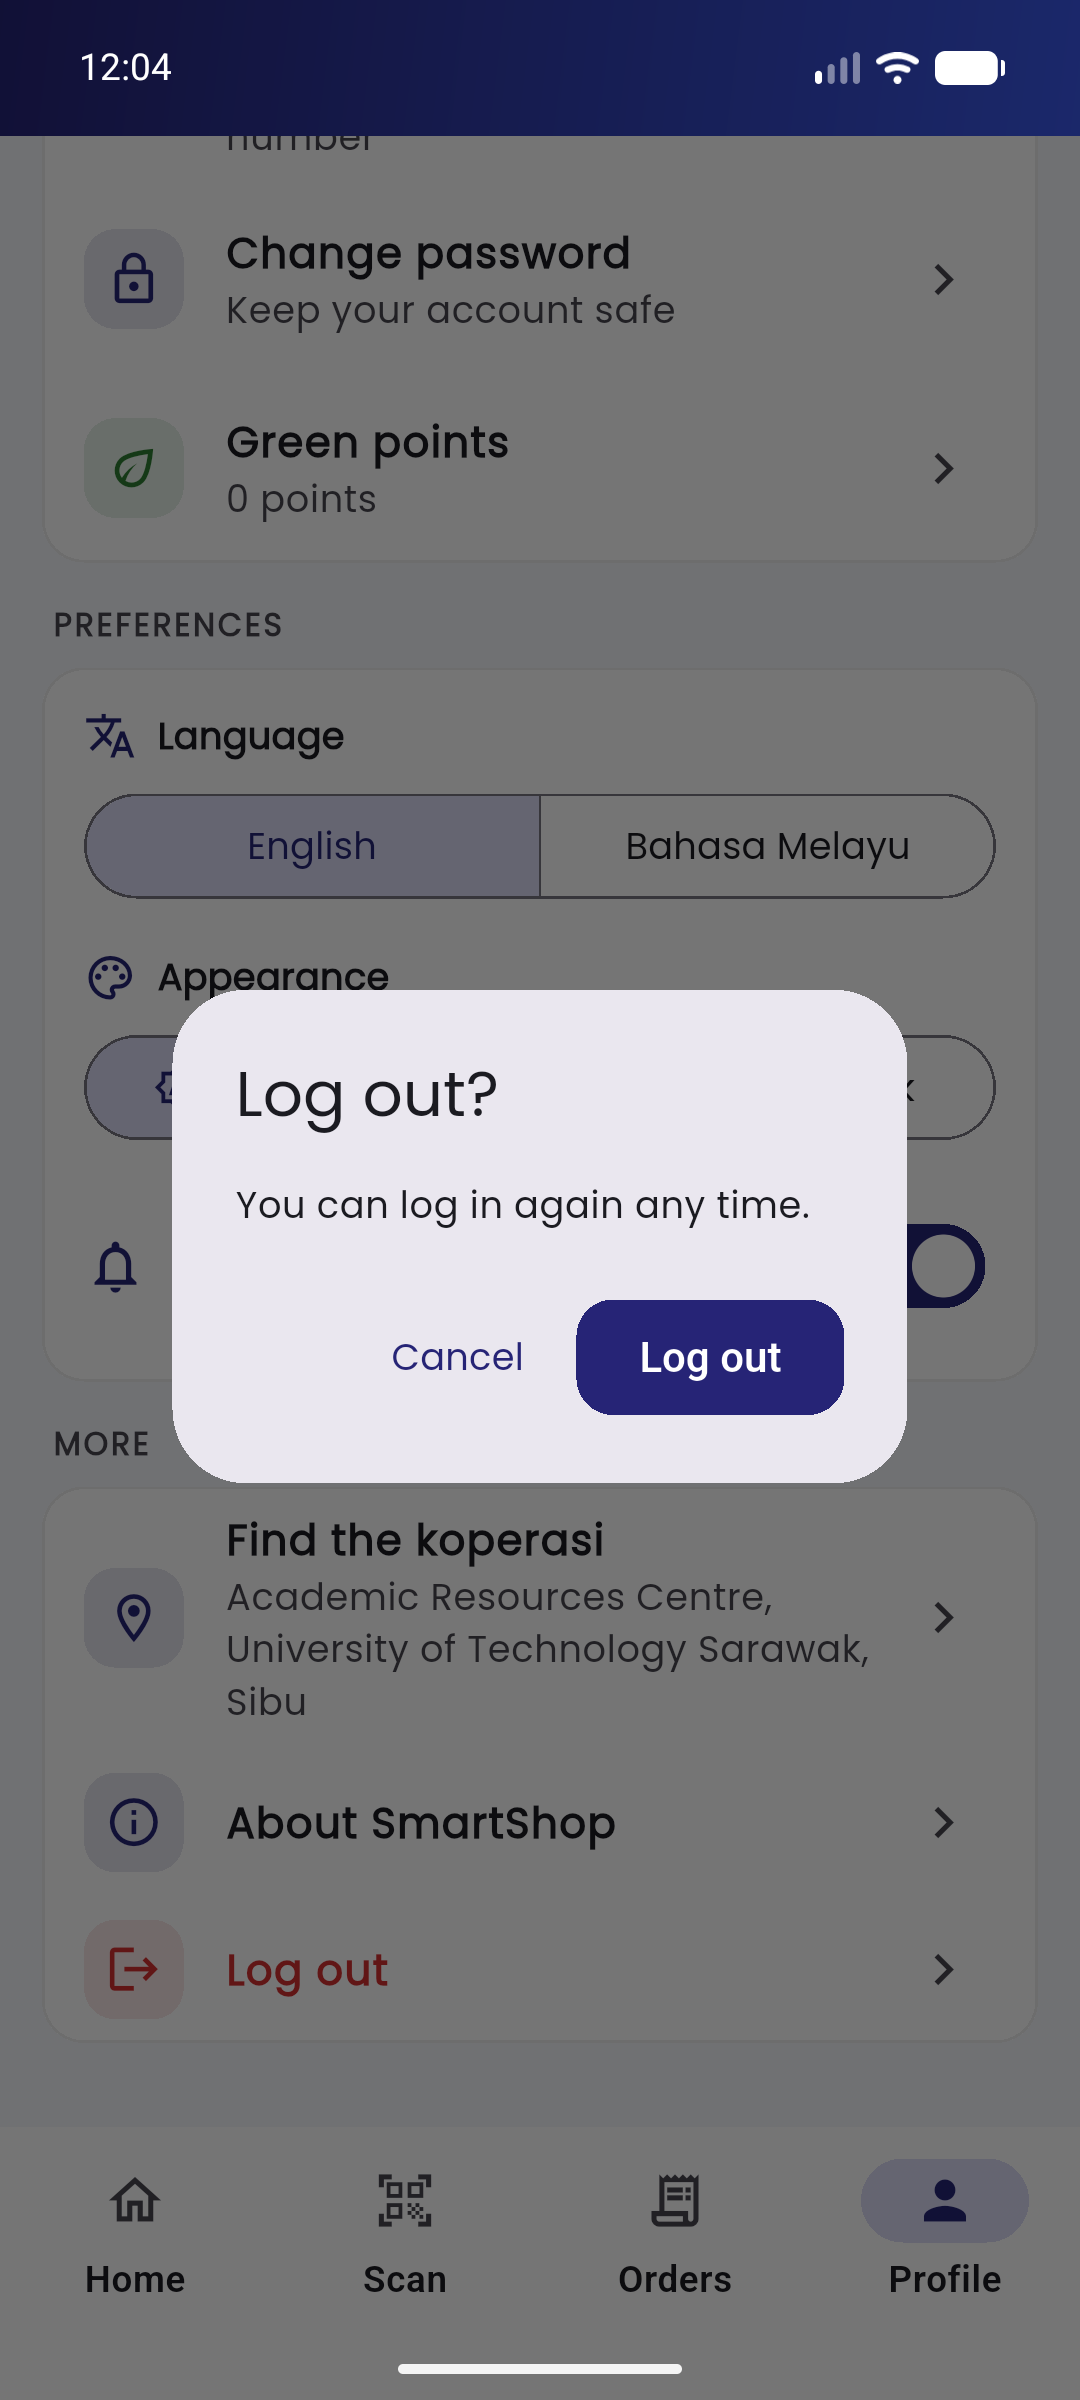 12:04
number
Change password
Keep your account safe
Green points
0 points
PREFERENCES
Language
English
Bahasa Melayu
Appearance
Log out?
You can log in again any time.
Cancel
Log out
MORE
Find the koperasi
Academic Resources Centre,
University of Technology Sarawak,
Sibu
About SmartShop
Log out
Home
Scan
Orders
Profile